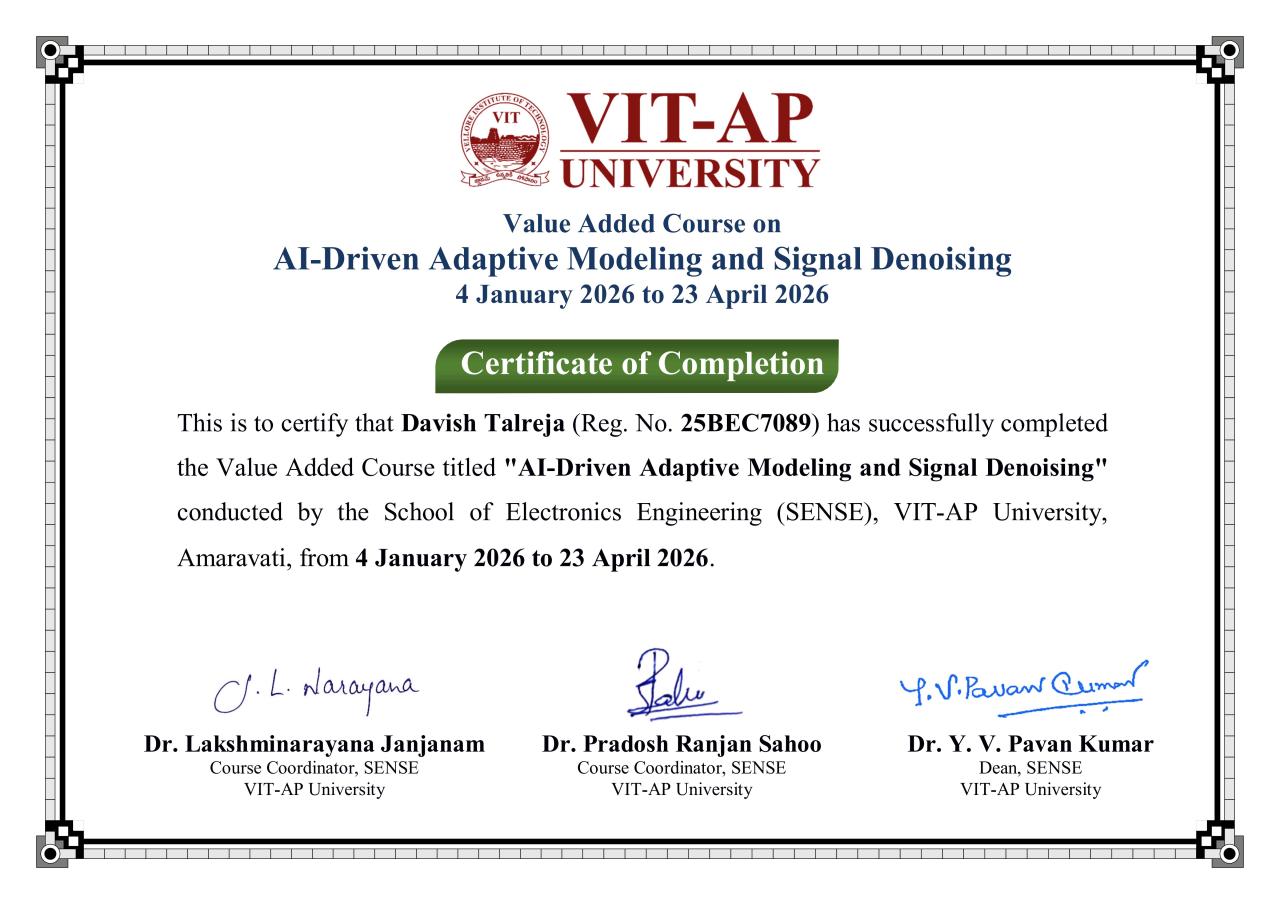 VELLORE INSTITUTE OF TECHNOLOGY
VIT
VIT-AP
UNIVERSITY
Value Added Course on
AI-Driven Adaptive Modeling and Signal Denoising
4 January 2026 to 23 April 2026
Certificate of Completion
This is to certify that Davish Talreja (Reg. No. 25BEC7089) has successfully completed
the Value Added Course titled "AI-Driven Adaptive Modeling and Signal Denoising"
conducted by the School of Electronics Engineering (SENSE), VIT-AP University,
Amaravati, from 4 January 2026 to 23 April 2026.
J. L. Narayana
Y. V. Pavan Kumar
Dr. Lakshminarayana Janjanam
Dr. Pradosh Ranjan Sahoo
Dr. Y. V. Pavan Kumar
Course Coordinator, SENSE
Course Coordinator, SENSE
Dean, SENSE
VIT-AP University
VIT-AP University
VIT-AP University